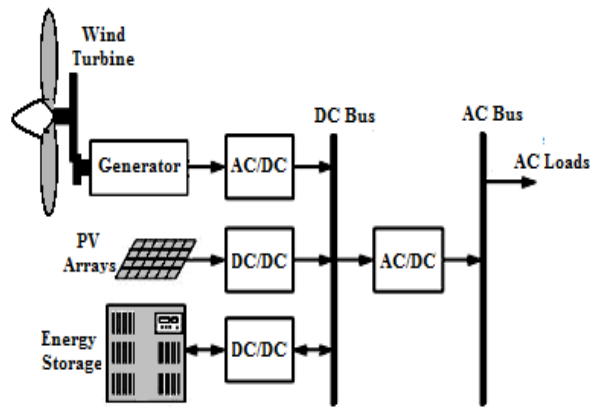 Wind
Turbine
DC Bus
AC Bus
Generator
AC/DC
AC Loads
PV
Arrays
DC/DC
AC/DC
Energy
Storage
DC/DC